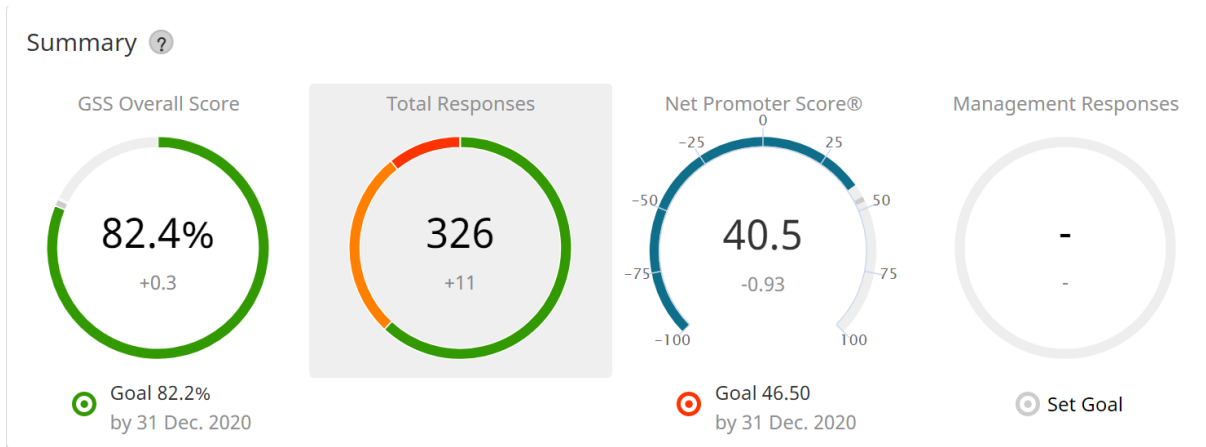 Summary ?
GSS Overall Score
82.4%
+0.3
Goal 82.2%
by 31 Dec. 2020
Total Responses
326
+11
Net Promoter Score®
0
-25
25
-50
50
-75
75
-100
100
40.5
-0.93
Goal 46.50
by 31 Dec. 2020
Management Responses
-
-
Set Goal